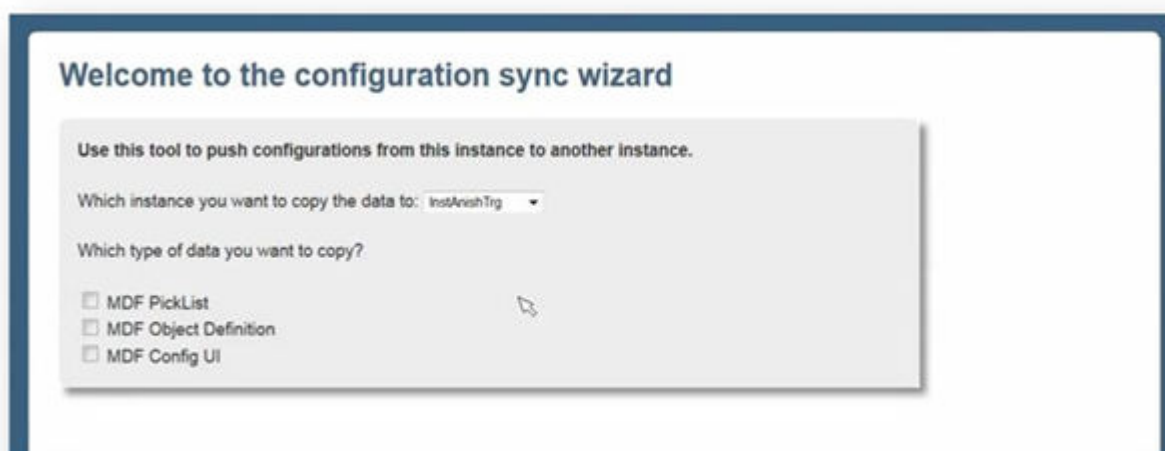 Welcome to the configuration sync wizard
Use this tool to push configurations from this instance to another instance.
Which instance you want to copy the data to: InstAnishTrg
Which type of data you want to copy?
MDF PickList
MDF Object Definition
MDF Config UI